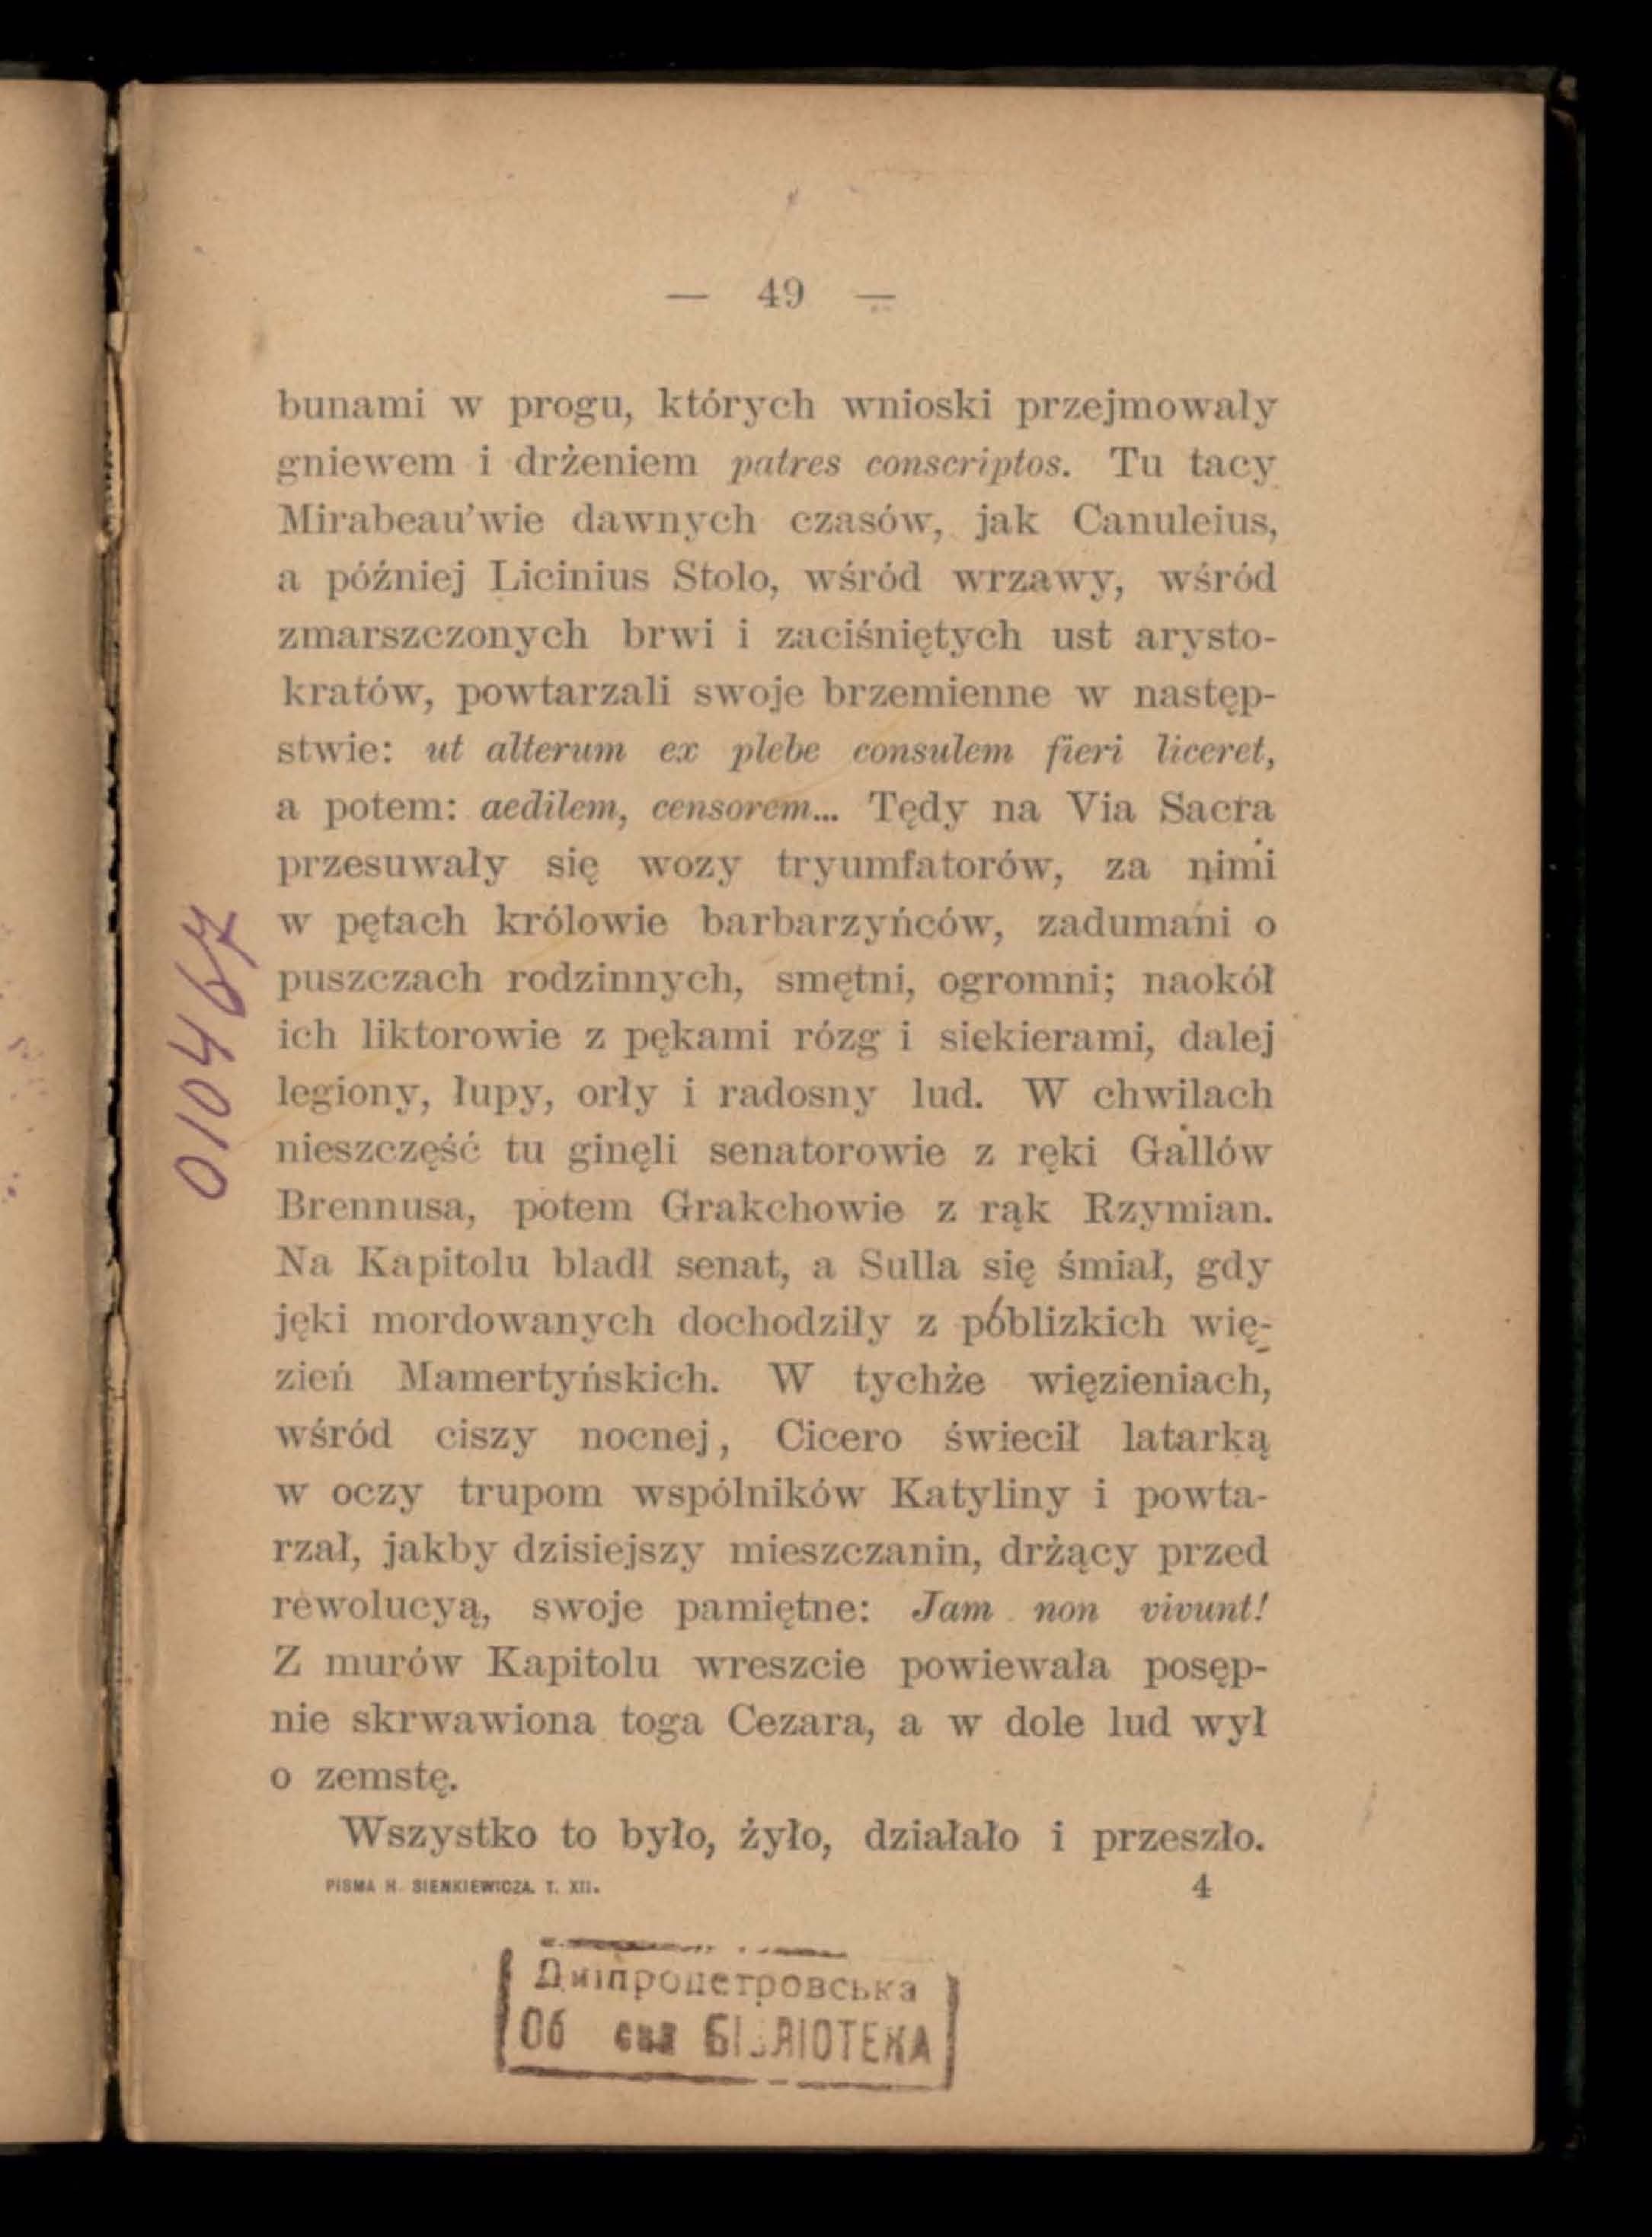 — 49 —
bunami w progu, których wnioski przejmowały
gniewem i drżeniem patres conscriptos. Tu tacy
Mirabeau'wie dawnych czasów, jak Canuleius,
a później Licinius Stolo, wśród wrzawy, wśród
zmarszczonych brwi i zaciśniętych ust arysto-
kratów, powtarzali swoje brzemienne w następ-
stwie: ut alterum ex plebe consulem fieri liceret,
a potem: aedilem, censorem... Tędy na Via Sacra
przesuwały się wozy tryumfatorów, za nimi
w pętach królowie barbarzyńców, zadumani o
puszczach rodzinnych, smętni, ogromni; naokół
ich liktorowie z pękami rózg i siekierami, dalej
legiony, łupy, orły i radosny lud. W chwilach
nieszczęść tu ginęli senatorowie z ręki Gallów
Brennusa, potem Grakchowie z rąk Rzymian.
Na Kapitolu bladł senat, a Sulla się śmiał, gdy
jęki mordowanych dochodziły z póblizkich wię-
zień Mamertyńskich. W tychże więzieniach,
wśród ciszy nocnej, Cicero świecił latarką
w oczy trupom wspólników Katyliny i powta-
rzał, jakby dzisiejszy mieszczanin, drżący przed
rewolucyą, swoje pamiętne: Jam non vivunt!
Z murów Kapitolu wreszcie powiewała posęp-
nie skrwawiona toga Cezara, a w dole lud wył
o zemstę.
Wszystko to było, żyło, działało i przeszło.
PISMA H. SIENKIEWICZA. T. XII. 4
010467
Дніпропетровська
БІБЛІОТЕКА